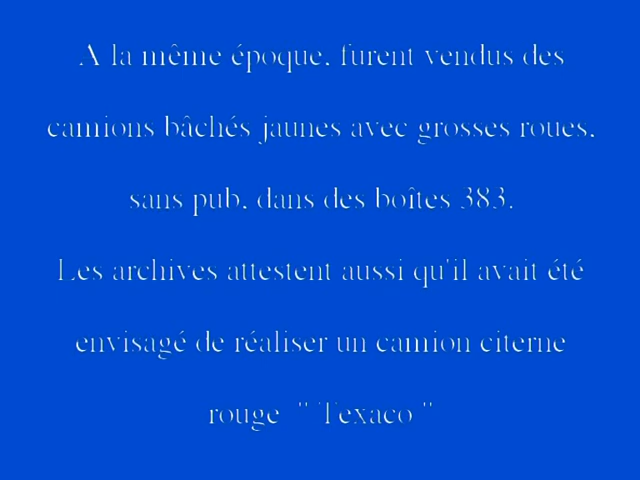 A la même époque, furent vendus des
camions bâchés jaunes avec grosses roues,
sans pub, dans des boîtes 383.
Les archives attestent aussi qu'il avait été
envisagé de réaliser un camion citerne
rouge " Texaco "